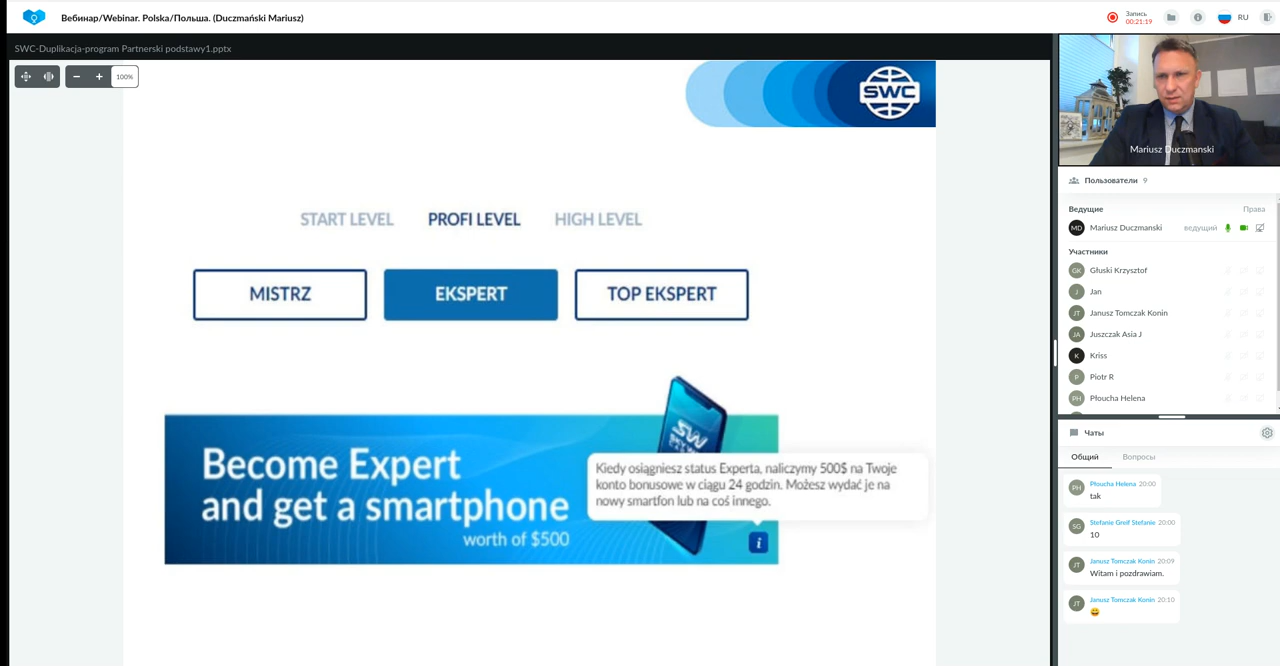 Вебинар/Webinar. Polska/Польша. (Duczmański Mariusz)
Запись
00:21:19
RU
SWC-Duplikacja-program Partnerski podstawy1.pptx
100%
SWC
START LEVEL PROFI LEVEL HIGH LEVEL
MISTRZ EKSPERT TOP EKSPERT
Become Expert
and get a smartphone
worth of $500
SW
Kiedy osiągniesz status Experta, naliczymy 500$ na Twoje
konto bonusowe w ciągu 24 godzin. Możesz wydać je na
nowy smartfon lub na coś innego.
i
Mariusz Duczmanski
Пользователи 9
Ведущие Права
MD Mariusz Duczmanski ведущий
Участники
GK Głuski Krzysztof
J Jan
JT Janusz Tomczak Konin
JA Juszczak Asia J
K Kriss
P Piotr R
PH Płoucha Helena
Чаты
Общий Вопросы
PH Płoucha Helena 20:00
tak
SG Stefanie Greif Stefanie 20:00
10
JT Janusz Tomczak Konin 20:09
Witam i pozdrawiam.
JT Janusz Tomczak Konin 20:10
😄